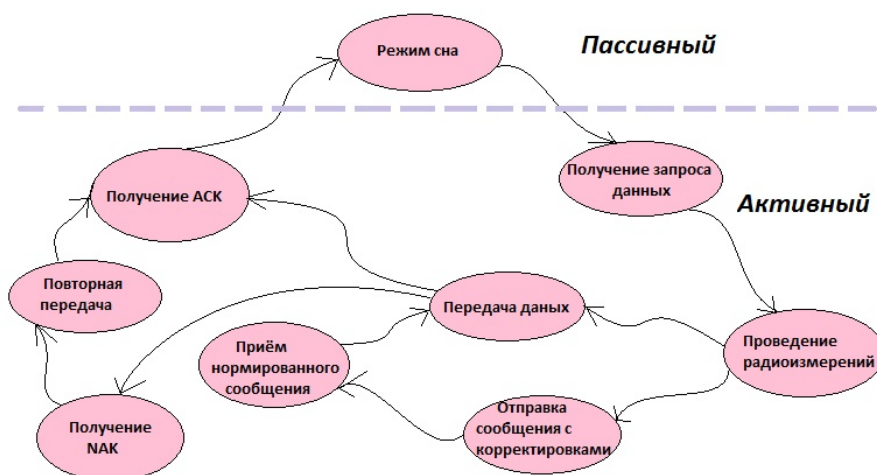 Режим сна
Пассивный
Получение запроса
данных
Получение ACK
Активный
Повторная
передача
Передача даных
Приём
нормированного
сообщения
Проведение
радиоизмерений
Отправка
сообщения с
корректировками
Получение
NAK